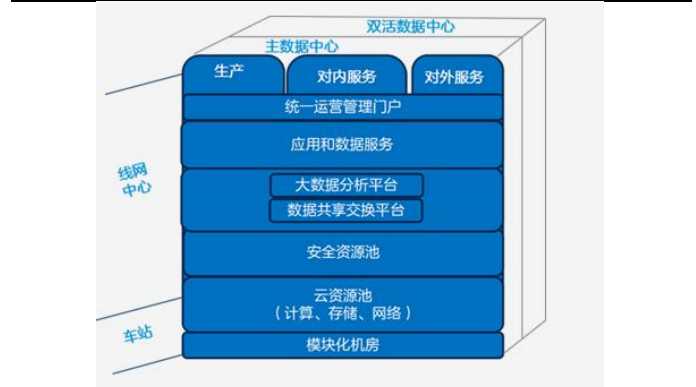 双活数据中心
主数据中心
生产
对内服务
对外服务
统一运营管理门户
应用和数据服务
线网
中心
大数据分析平台
数据共享交换平台
安全资源池
云资源池
（计算、存储、网络）
车站
模块化机房